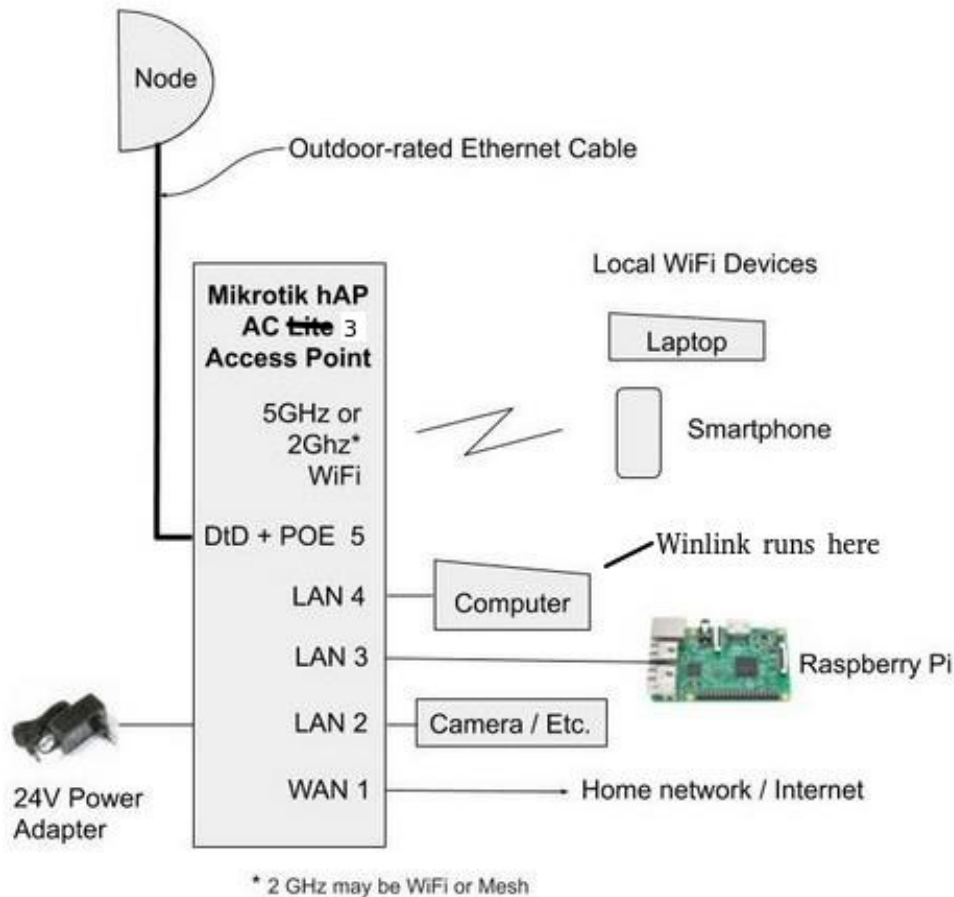 Node
Outdoor-rated Ethernet Cable
Local WiFi Devices
Mikrotik hAP
AC Lite 3
Access Point
Laptop
5GHz or
2Ghz*
WiFi
Smartphone
DtD + POE 5
Winlink runs here
LAN 4
Computer
LAN 3
Raspberry Pi
LAN 2
Camera / Etc.
24V Power
Adapter
WAN 1
Home network / Internet
* 2 GHz may be WiFi or Mesh